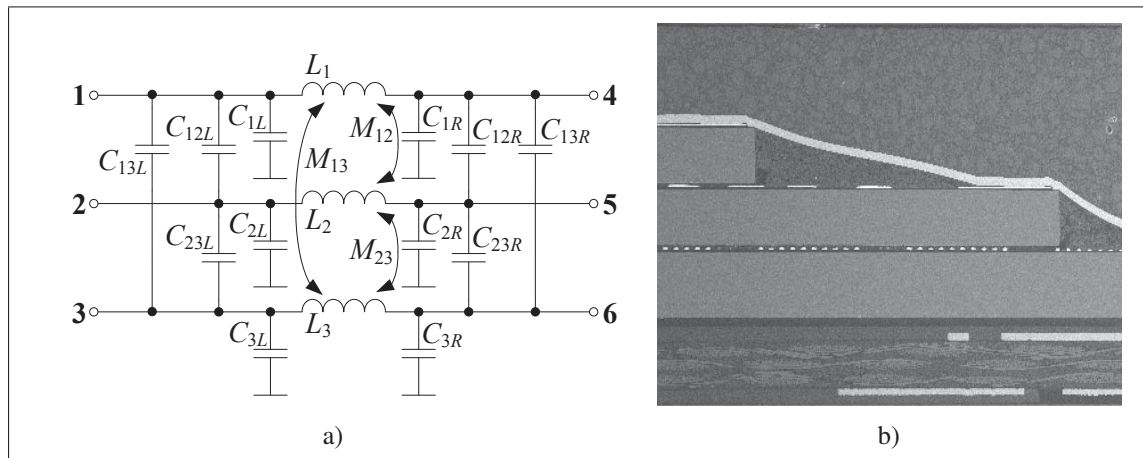 L1
1 4
C1L M12 C1R
C12L C12R C13R
C13L M13
2 5
L2
C2L C2R
C23L M23 C23R
3 6
L3
C3L C3R
a) b)